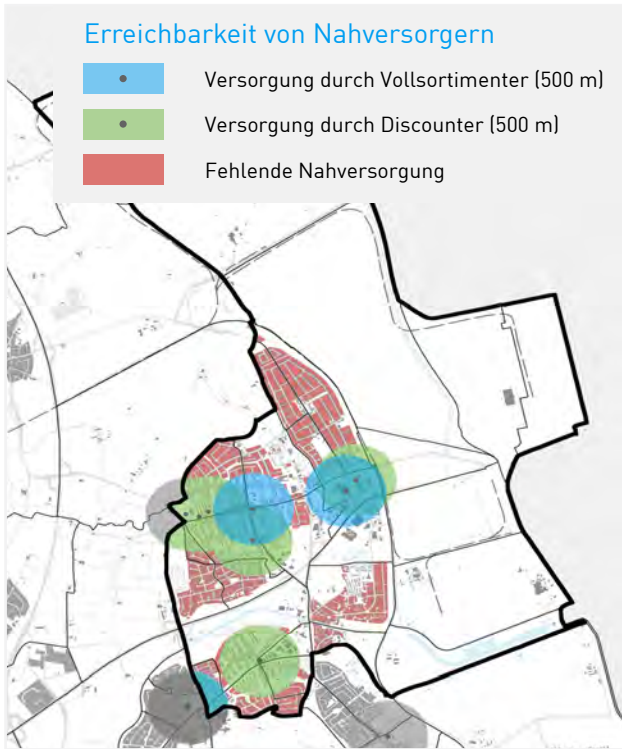 Erreichbarkeit von Nahversorgern
Versorgung durch Vollsortimenter (500 m)
Versorgung durch Discounter (500 m)
Fehlende Nahversorgung